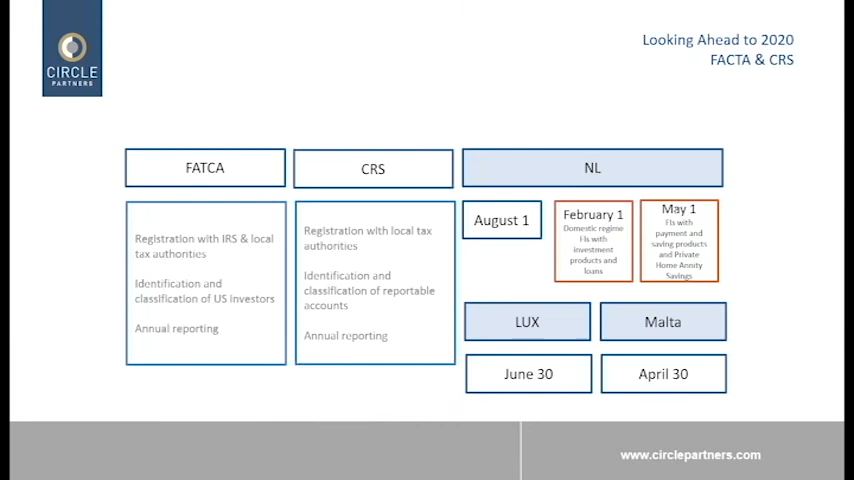 CIRCLE
PARTNERS
Looking Ahead to 2020
FACTA & CRS
FATCA
CRS
NL
Registration with IRS & local
tax authorities
Identification and
classification of US investors
Annual reporting
Registration with local tax
authorities
Identification and
classification of reportable
accounts
Annual reporting
August 1
February 1
Domestic regime
FIs with
investment
products and
loans
May 1
FIs with
payment and
saving products
and Private
Home Annity
Savings
LUX
Malta
June 30
April 30
www.circlepartners.com